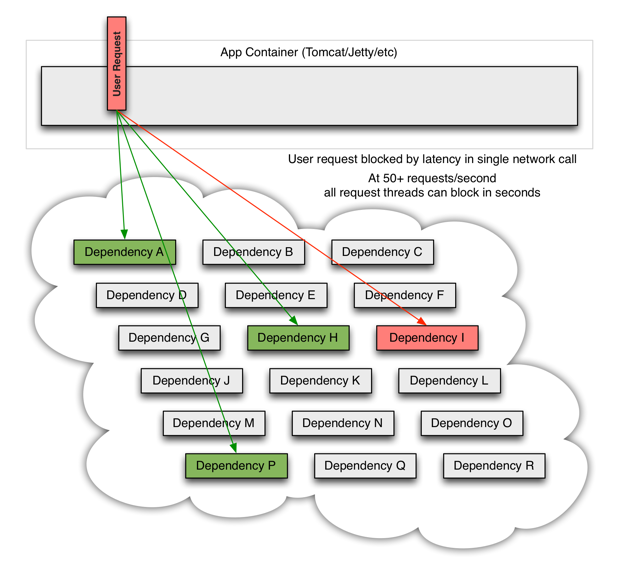 User Request
App Container (Tomcat/Jetty/etc)
User request blocked by latency in single network call
At 50+ requests/second
all request threads can block in seconds
Dependency A
Dependency B
Dependency C
Dependency D
Dependency E
Dependency F
Dependency G
Dependency H
Dependency I
Dependency J
Dependency K
Dependency L
Dependency M
Dependency N
Dependency O
Dependency P
Dependency Q
Dependency R